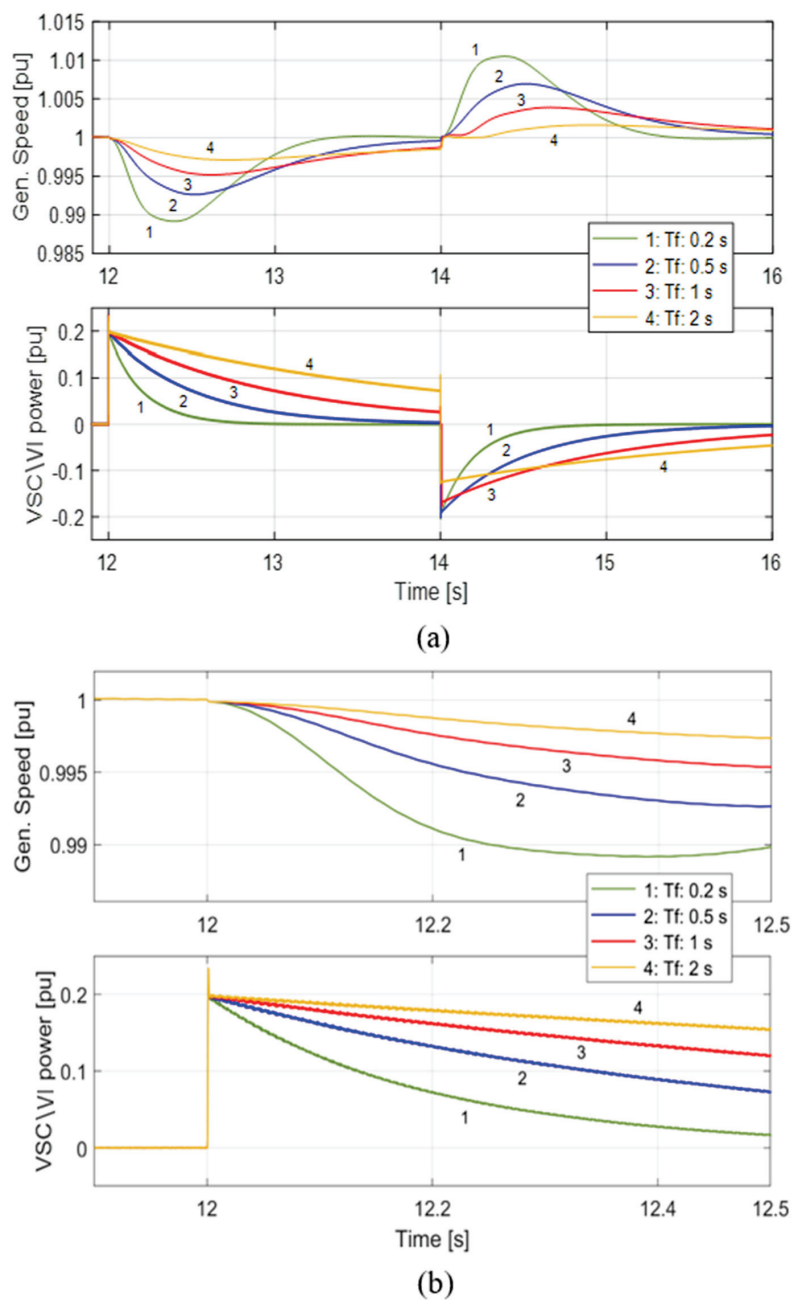 Gen. Speed [pu]
1.015
1.01
1.005
1
0.995
0.99
0.985
1
2
3
4
4
3
2
1
12 13 14 16
1: Tf: 0.2 s
2: Tf: 0.5 s
3: Tf: 1 s
4: Tf: 2 s
VSC\VI power [pu]
0.2
0.1
0
-0.1
-0.2
4
3
2
1
1
2
3
4
12 13 14 15 16
Time [s]
(a)
Gen. Speed [pu]
1
0.995
0.99
4
3
2
1
12 12.2 12.5
1: Tf: 0.2 s
2: Tf: 0.5 s
3: Tf: 1 s
4: Tf: 2 s
VSC\VI power [pu]
0.2
0.1
0
4
3
2
1
12 12.2 12.4 12.5
Time [s]
(b)